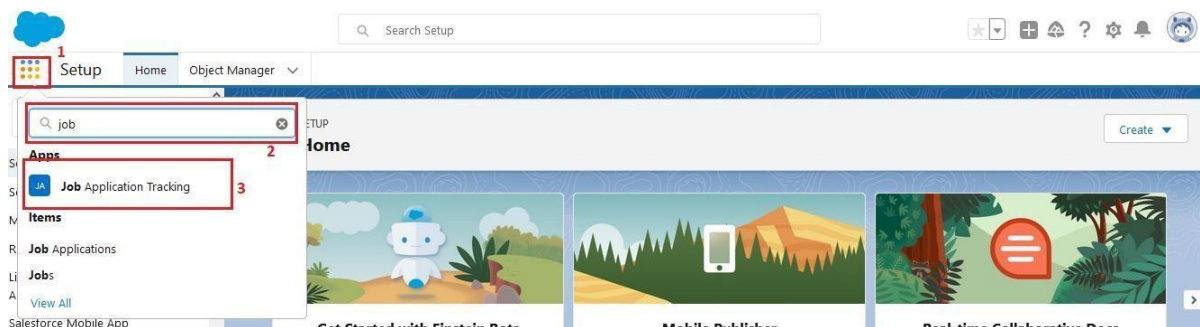 Search Setup
?
1
Setup Home Object Manager
job
2
ETUP
Home
Create
Apps
JA Job Application Tracking
3
Items
Job Applications
Jobs
View All
Salesforce Mobile App
Get Started with Einstein Bots
Mobile Publisher
Real-time Collaborative Docs